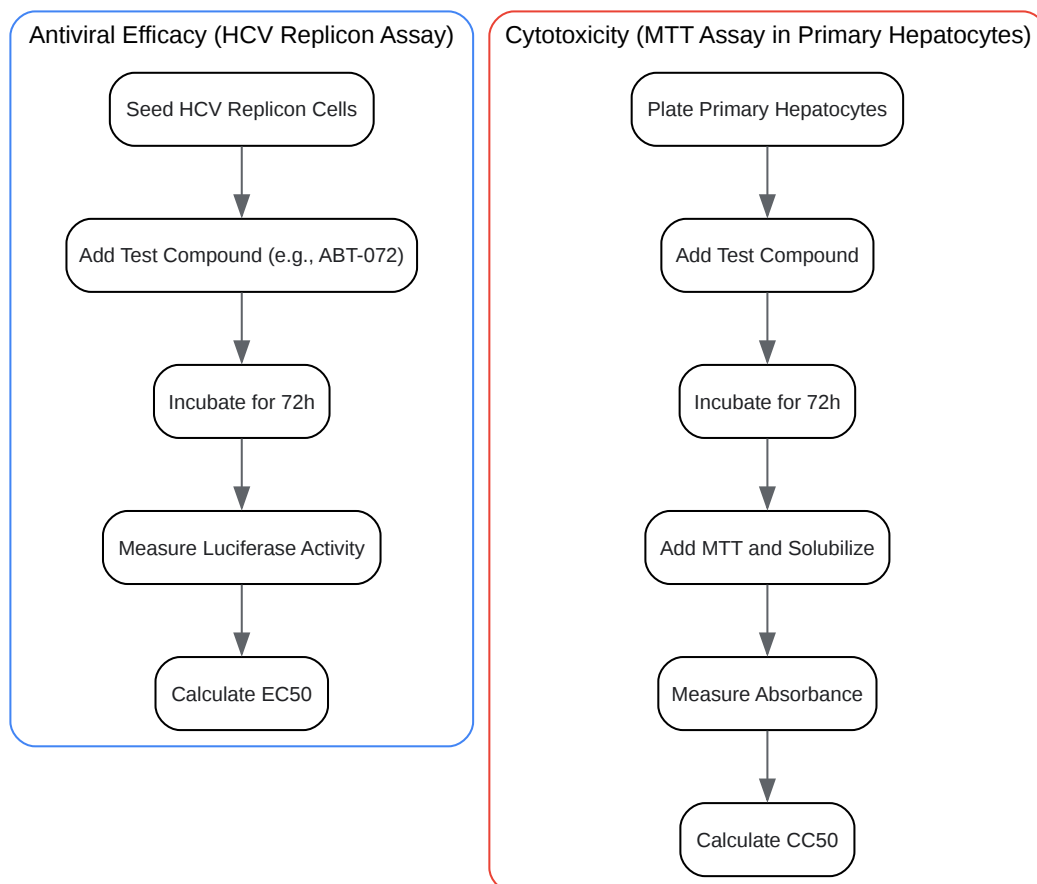 Antiviral Efficacy (HCV Replicon Assay)
Seed HCV Replicon Cells
Add Test Compound (e.g., ABT-072)
Incubate for 72h
Measure Luciferase Activity
Calculate EC50
Cytotoxicity (MTT Assay in Primary Hepatocytes)
Plate Primary Hepatocytes
Add Test Compound
Incubate for 72h
Add MTT and Solubilize
Measure Absorbance
Calculate CC50